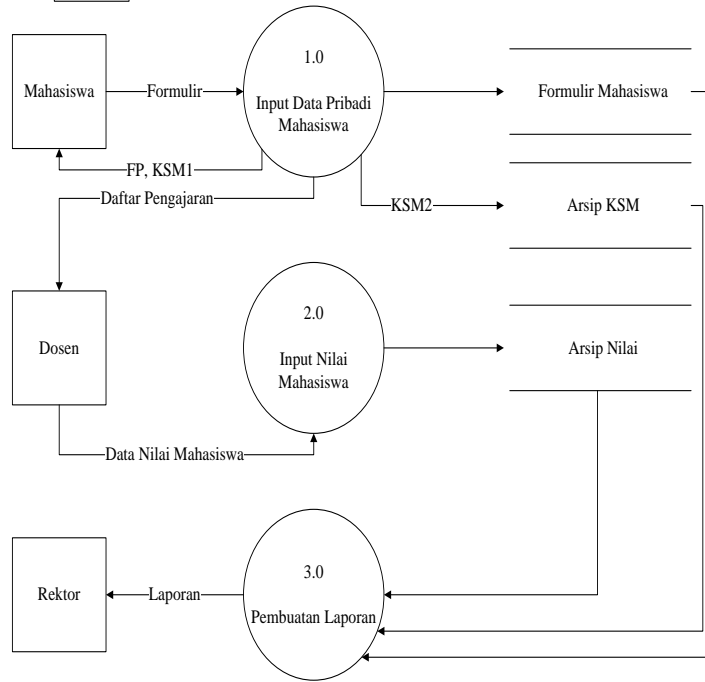 Mahasiswa
Formulir
1.0
Input Data Pribadi
Mahasiswa
Formulir Mahasiswa
FP, KSM1
Daftar Pengajaran
KSM2
Arsip KSM
Dosen
2.0
Input Nilai
Mahasiswa
Arsip Nilai
Data Nilai Mahasiswa
Rektor
Laporan
3.0
Pembuatan Laporan